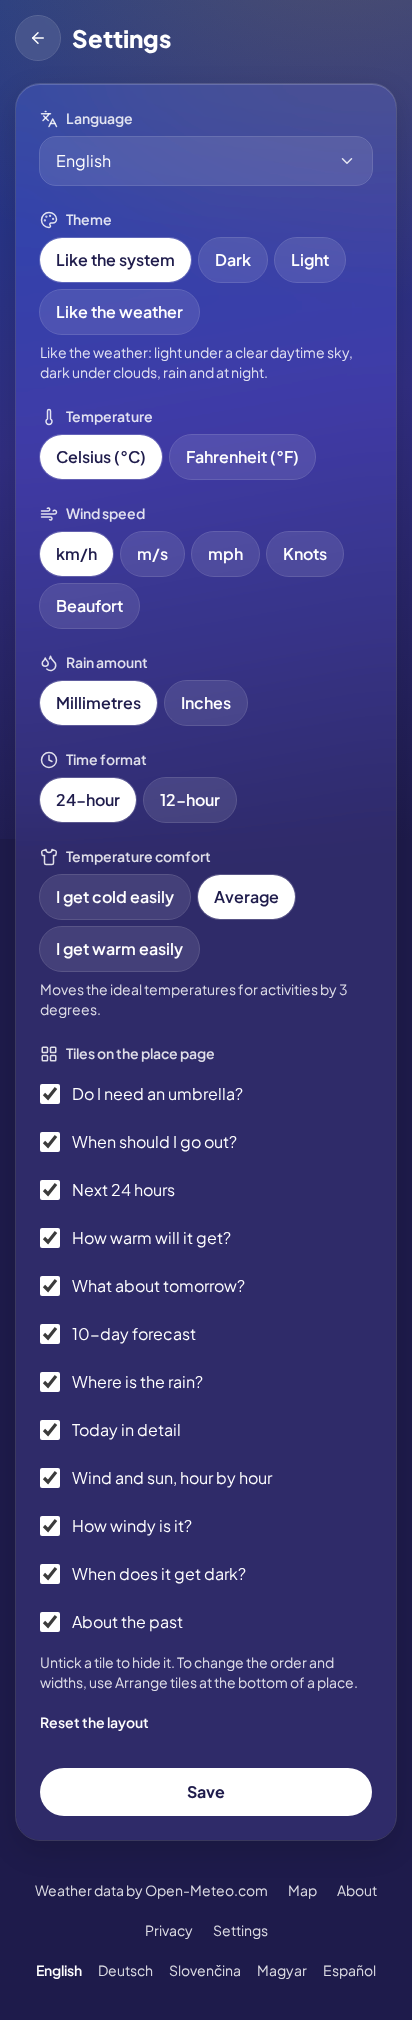 Settings
Language
English
Theme
Like the system Dark Light
Like the weather
Like the weather: light under a clear daytime sky,
dark under clouds, rain and at night.
Temperature
Celsius (°C) Fahrenheit (°F)
Wind speed
km/h m/s mph Knots
Beaufort
Rain amount
Millimetres Inches
Time format
24-hour 12-hour
Temperature comfort
I get cold easily Average
I get warm easily
Moves the ideal temperatures for activities by 3
degrees.
Tiles on the place page
Do I need an umbrella?
When should I go out?
Next 24 hours
How warm will it get?
What about tomorrow?
10-day forecast
Where is the rain?
Today in detail
Wind and sun, hour by hour
How windy is it?
When does it get dark?
About the past
Untick a tile to hide it. To change the order and
widths, use Arrange tiles at the bottom of a place.
Reset the layout
Save
Weather data by Open-Meteo.com Map About
Privacy Settings
English Deutsch Slovenčina Magyar Español